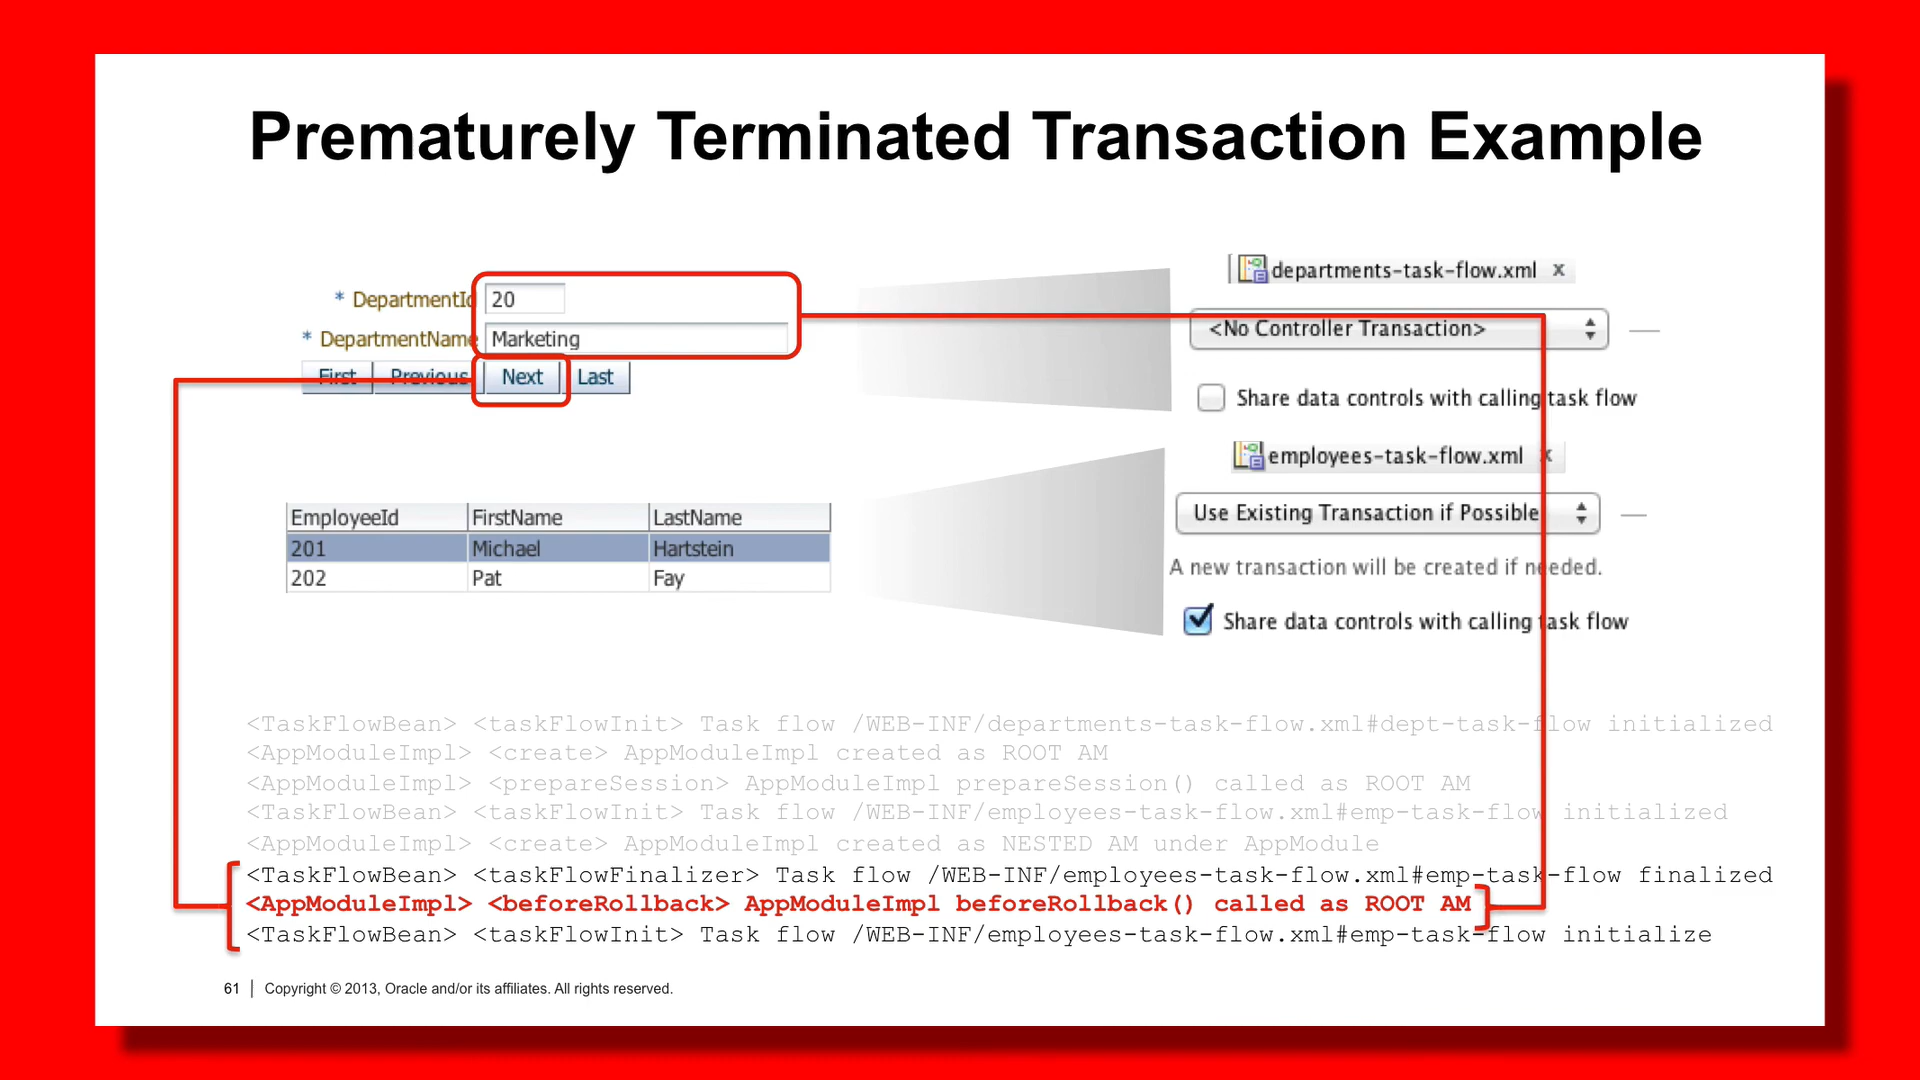 Prematurely Terminated Transaction Example
* DepartmentId 20
* DepartmentName Marketing
First Previous Next Last
departments-task-flow.xml x
<No Controller Transaction>
Share data controls with calling task flow
employees-task-flow.xml x
Use Existing Transaction if Possible
A new transaction will be created if needed.
Share data controls with calling task flow
EmployeeId FirstName LastName
201 Michael Hartstein
202 Pat Fay
<TaskFlowBean> <taskFlowInit> Task flow /WEB-INF/departments-task-flow.xml#dept-task-flow initialized
<AppModuleImpl> <create> AppModuleImpl created as ROOT AM
<AppModuleImpl> <prepareSession> AppModuleImpl prepareSession() called as ROOT AM
<TaskFlowBean> <taskFlowInit> Task flow /WEB-INF/employees-task-flow.xml#emp-task-flow initialized
<AppModuleImpl> <create> AppModuleImpl created as NESTED AM under AppModule
<TaskFlowBean> <taskFlowFinalizer> Task flow /WEB-INF/employees-task-flow.xml#emp-task-flow finalized
<AppModuleImpl> <beforeRollback> AppModuleImpl beforeRollback() called as ROOT AM
<TaskFlowBean> <taskFlowInit> Task flow /WEB-INF/employees-task-flow.xml#emp-task-flow initialize
61 | Copyright © 2013, Oracle and/or its affiliates. All rights reserved.